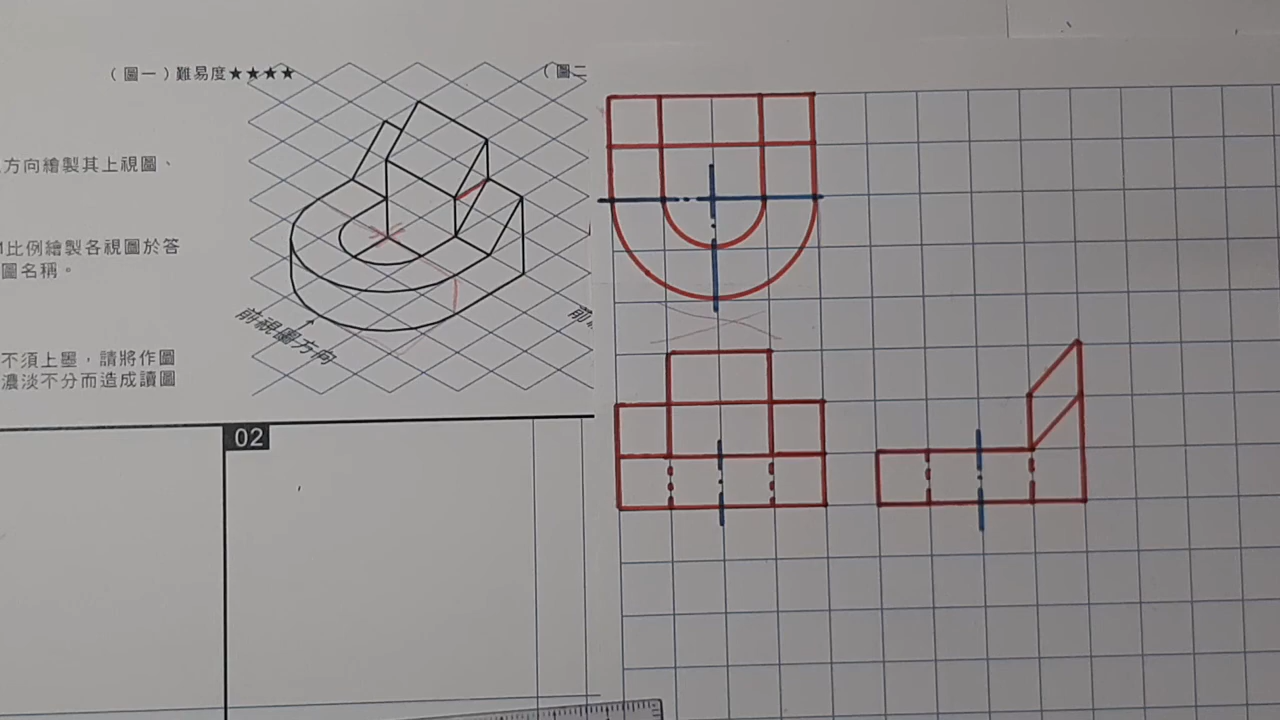 （圖一）難易度★★★★
（圖二
方向繪製其上視圖、
比例繪製各視圖於答
圖名稱。
前視圖方向
前
不須上墨，請將作圖
濃淡不分而造成讀圖
02